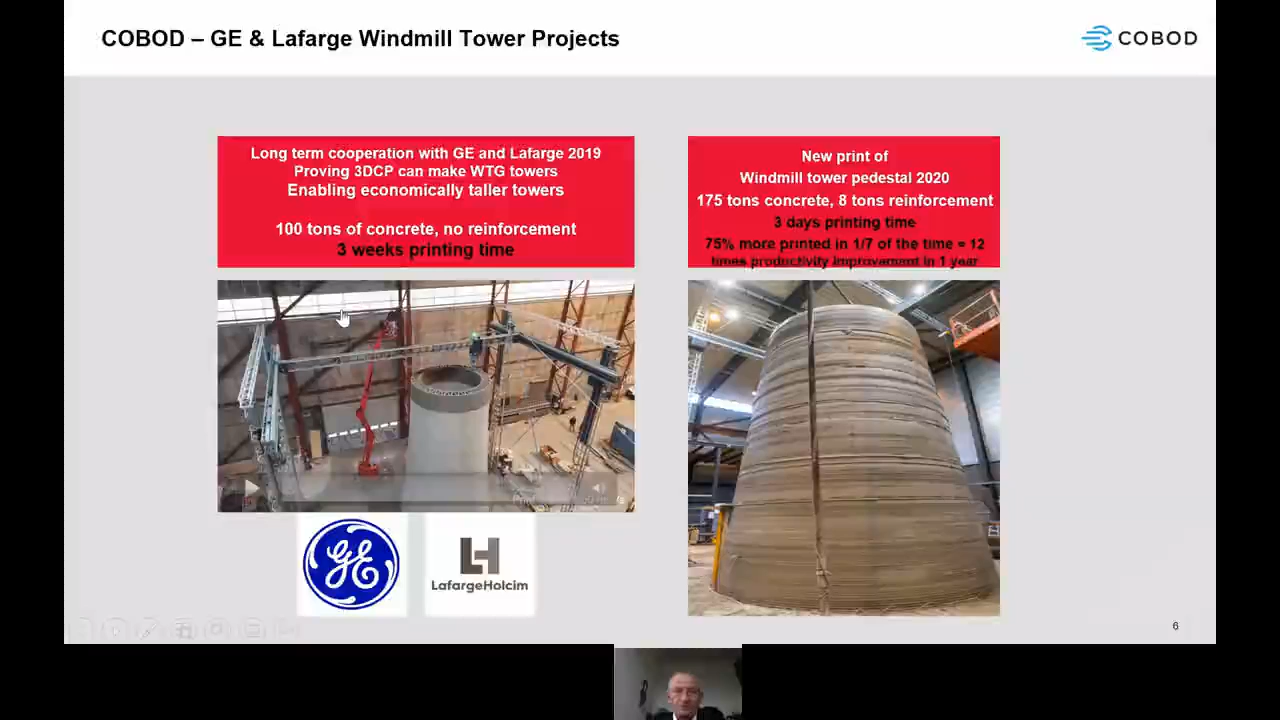 COBOD – GE & Lafarge Windmill Tower Projects
COBOD
Long term cooperation with GE and Lafarge 2019
Proving 3DCP can make WTG towers
Enabling economically taller towers
100 tons of concrete, no reinforcement
3 weeks printing time
New print of
Windmill tower pedestal 2020
175 tons concrete, 8 tons reinforcement
3 days printing time
75% more printed in 1/7 of the time = 12
times productivity improvement in 1 year
GE
LafargeHolcim
6